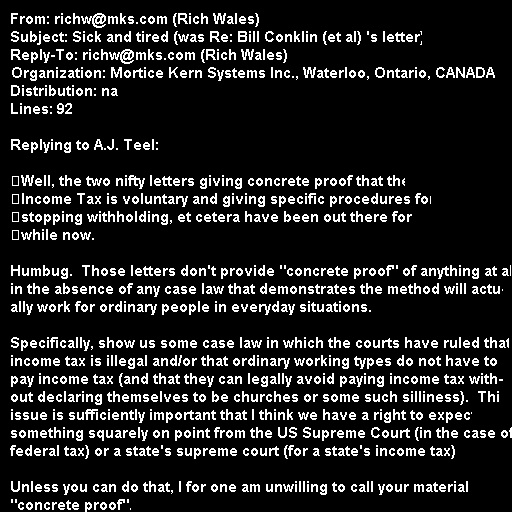 From: richw@mks.com (Rich Wales)
Subject: Sick and tired (was Re: Bill Conklin (et al) 's letter)
Reply-To: richw@mks.com (Rich Wales)
Organization: Mortice Kern Systems Inc., Waterloo, Ontario, CANADA
Distribution: na
Lines: 92

Replying to A.J. Teel:

Well, the two nifty letters giving concrete proof that the
Income Tax is voluntary and giving specific procedures for
stopping withholding, et cetera have been out there for
while now.

Humbug.  Those letters don't provide "concrete proof" of anything at al
in the absence of any case law that demonstrates the method will actu-
ally work for ordinary people in everyday situations.

Specifically, show us some case law in which the courts have ruled that
income tax is illegal and/or that ordinary working types do not have to
pay income tax (and that they can legally avoid paying income tax with-
out declaring themselves to be churches or some such silliness).  Thi
issue is sufficiently important that I think we have a right to expec
something squarely on point from the US Supreme Court (in the case of
federal tax) or a state's supreme court (for a state's income tax)

Unless you can do that, I for one am unwilling to call your material
"concrete proof".